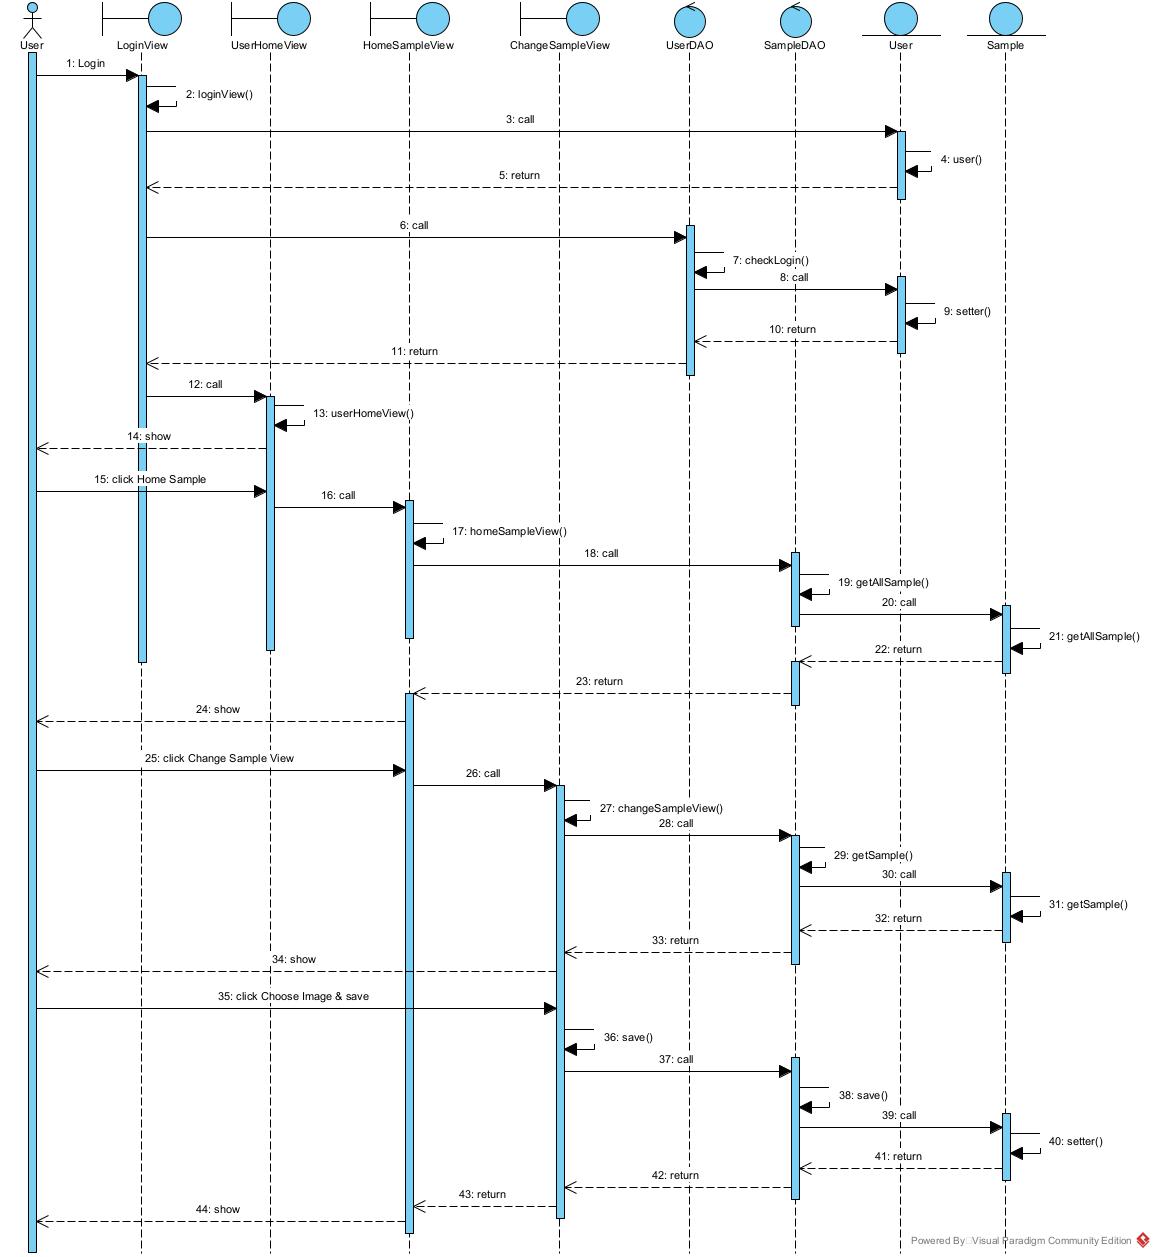 User
LoginView
UserHomeView
HomeSampleView
ChangeSampleView
UserDAO
SampleDAO
User
Sample
1: Login
2: loginView()
3: call
4: user()
5: return
6: call
7: checkLogin()
8: call
9: setter()
10: return
11: return
12: call
13: userHomeView()
14: show
15: click Home Sample
16: call
17: homeSampleView()
18: call
19: getAllSample()
20: call
21: getAllSample()
22: return
23: return
24: show
25: click Change Sample View
26: call
27: changeSampleView()
28: call
29: getSample()
30: call
31: getSample()
32: return
33: return
34: show
35: click Choose Image & save
36: save()
37: call
38: save()
39: call
40: setter()
41: return
42: return
43: return
44: show
Powered By Visual Paradigm Community Edition